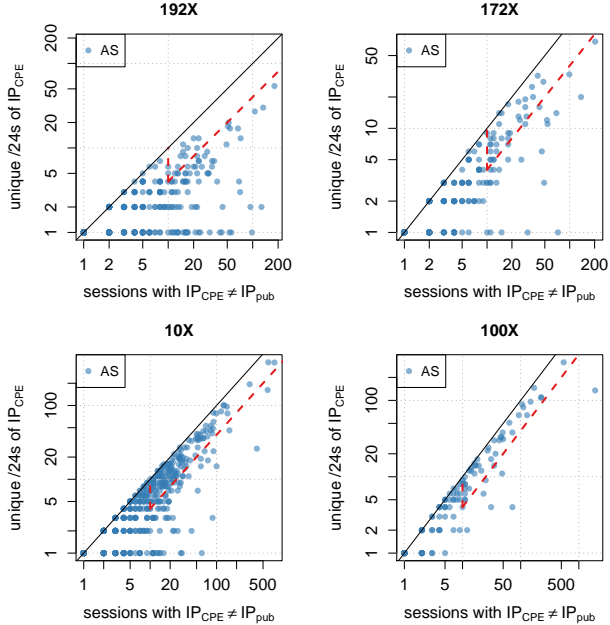 192X
AS
unique /24s of IP_CPE
200
50
20
10
5
2
1
1 2 5 20 50 200
sessions with IP_CPE ≠ IP_pub
172X
AS
unique /24s of IP_CPE
50
20
10
5
2
1
1 2 5 20 50 200
sessions with IP_CPE ≠ IP_pub
10X
AS
unique /24s of IP_CPE
100
20
10
5
2
1
1 5 20 100 500
sessions with IP_CPE ≠ IP_pub
100X
AS
unique /24s of IP_CPE
100
20
10
5
2
1
1 5 50 500
sessions with IP_CPE ≠ IP_pub